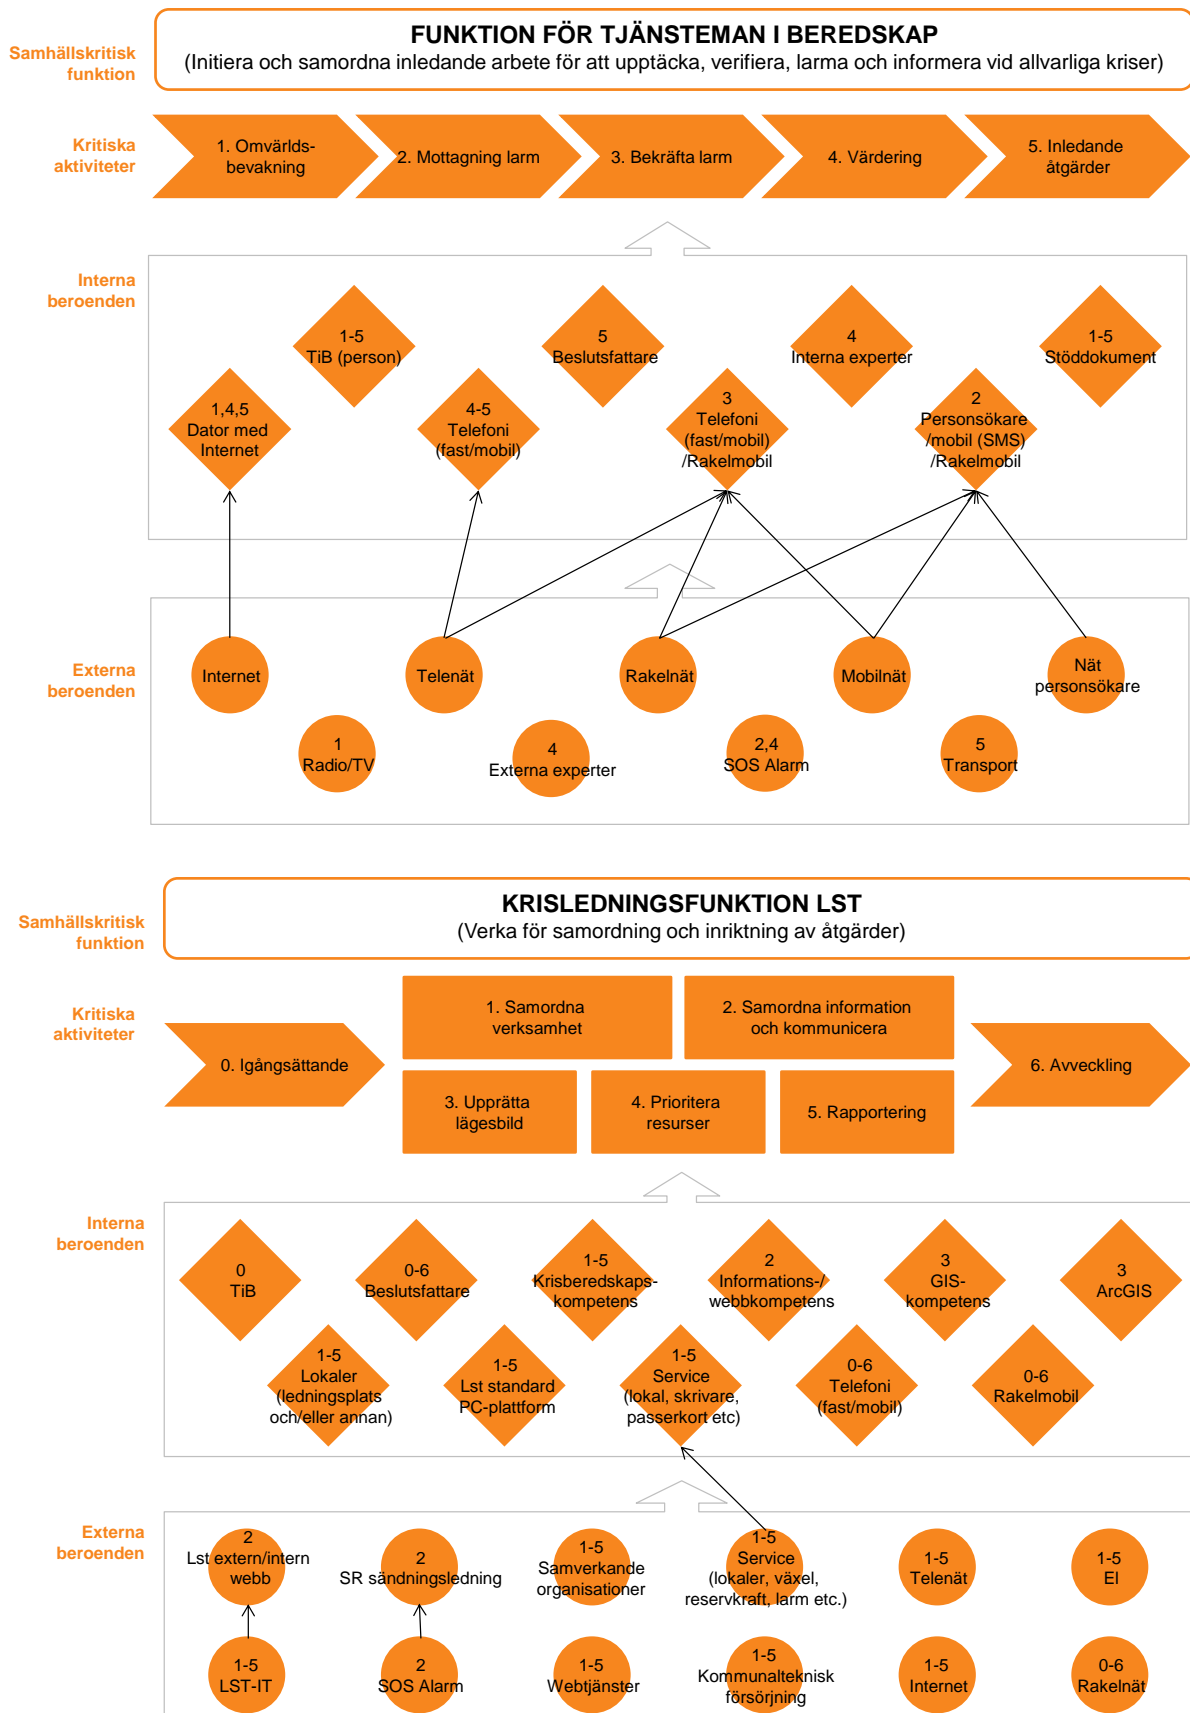 Samhällskritisk
funktion
FUNKTION FÖR TJÄNSTEMAN I BEREDSKAP
(Initiera och samordna inledande arbete för att upptäcka, verifiera, larma och informera vid allvarliga kriser)
Kritiska
aktiviteter
1. Omvärlds-
bevakning
2. Mottagning larm
3. Bekräfta larm
4. Värdering
5. Inledande
åtgärder
Interna
beroenden
1-5
TiB (person)
5
Beslutsfattare
4
Interna experter
1-5
Stöddokument
1,4,5
Dator med
Internet
4-5
Telefoni
(fast/mobil)
3
Telefoni
(fast/mobil)
/Rakelmobil
2
Personsökare
/mobil (SMS)
/Rakelmobil
Externa
beroenden
Internet
Telenät
Rakelnät
Mobilnät
Nät
personsökare
1
Radio/TV
4
Externa experter
2,4
SOS Alarm
5
Transport
Samhällskritisk
funktion
KRISLEDNINGSFUNKTION LST
(Verka för samordning och inriktning av åtgärder)
Kritiska
aktiviteter
0. Igångsättande
1. Samordna
verksamhet
2. Samordna information
och kommunicera
3. Upprätta
lägesbild
4. Prioritera
resurser
5. Rapportering
6. Avveckling
Interna
beroenden
0
TiB
0-6
Beslutsfattare
1-5
Krisberedskaps-
kompetens
2
Informations-/
webbkompetens
3
GIS-
kompetens
3
ArcGIS
1-5
Lokaler
(ledningsplats
och/eller annan)
1-5
Lst standard
PC-plattform
1-5
Service
(lokal, skrivare,
passerkort etc)
0-6
Telefoni
(fast/mobil)
0-6
Rakelmobil
Externa
beroenden
2
Lst extern/intern
webb
2
SR sändningsledning
1-5
Samverkande
organisationer
1-5
Service
(lokaler, växel,
reservkraft, larm etc.)
1-5
Telenät
1-5
El
1-5
LST-IT
2
SOS Alarm
1-5
Webtjänster
1-5
Kommunalteknisk
försörjning
1-5
Internet
0-6
Rakelnät